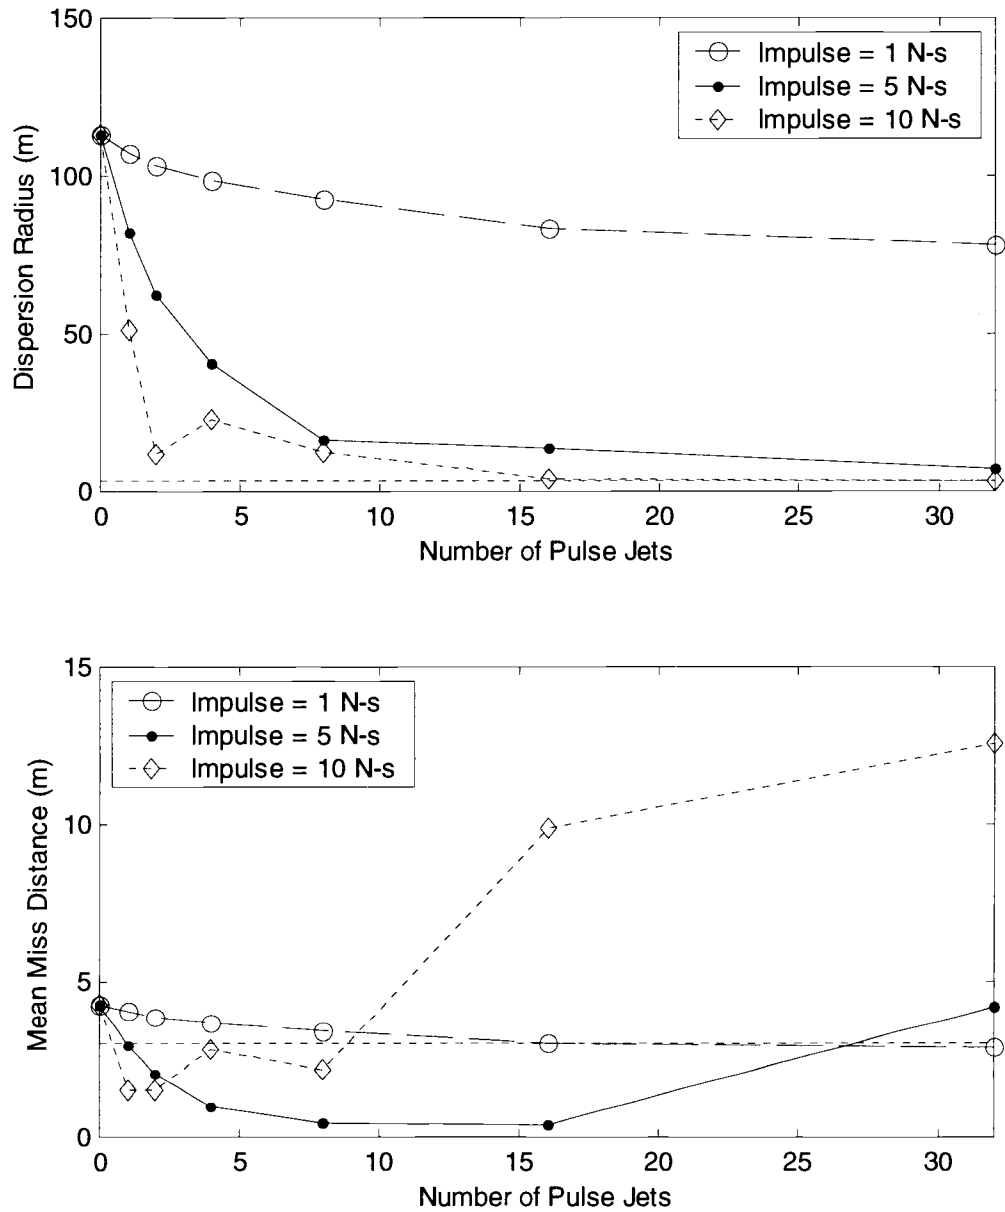 150
100
50
0
Dispersion Radius (m)
Impulse = 1 N-s
Impulse = 5 N-s
Impulse = 10 N-s
0 5 10 15 20 25 30
Number of Pulse Jets
15
10
5
0
Mean Miss Distance (m)
Impulse = 1 N-s
Impulse = 5 N-s
Impulse = 10 N-s
0 5 10 15 20 25 30
Number of Pulse Jets